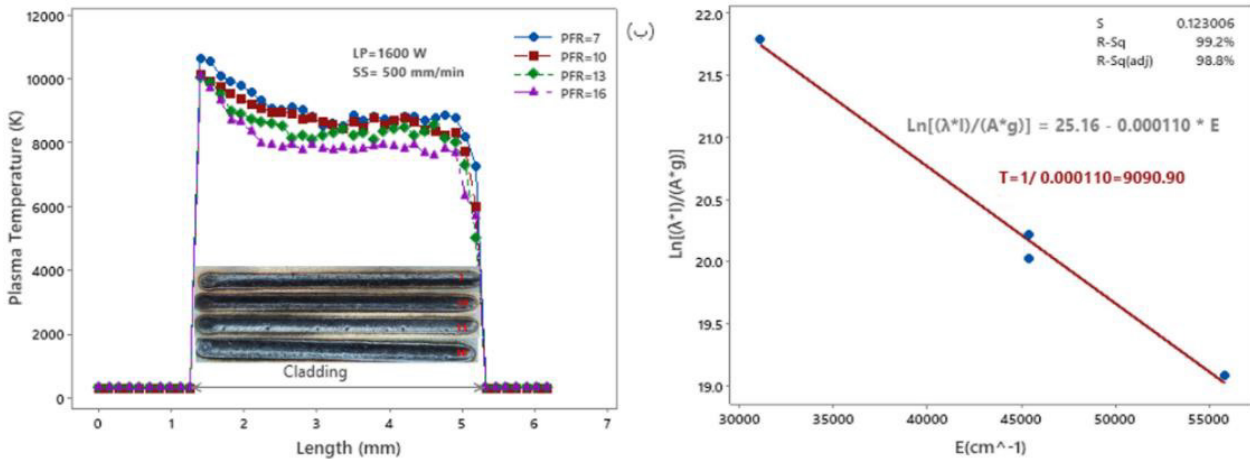 12000
10000
8000
6000
4000
2000
0
Plasma Temperature (K)
LP=1600 W
SS= 500 mm/min
PFR=7
PFR=10
PFR=13
PFR=16
Cladding
0 1 2 3 4 5 6 7
Length (mm)
(ب)
22.0
21.5
21.0
20.5
20.0
19.5
19.0
Ln[(λ*I)/(A*g)]
S 0.123006
R-Sq 99.2%
R-Sq(adj) 98.8%
Ln[(λ*I)/(A*g)] = 25.16 - 0.000110 * E
T=1/ 0.000110=9090.90
30000 35000 40000 45000 50000 55000
E(cm^-1)